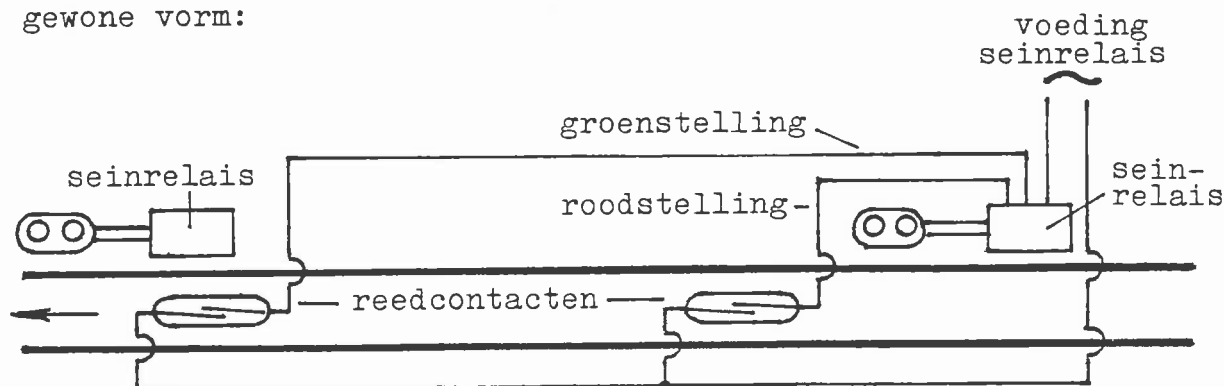 gewone vorm:
voeding
seinrelais
groenstelling
seinrelais
roodstelling
sein-
relais
reedcontacten